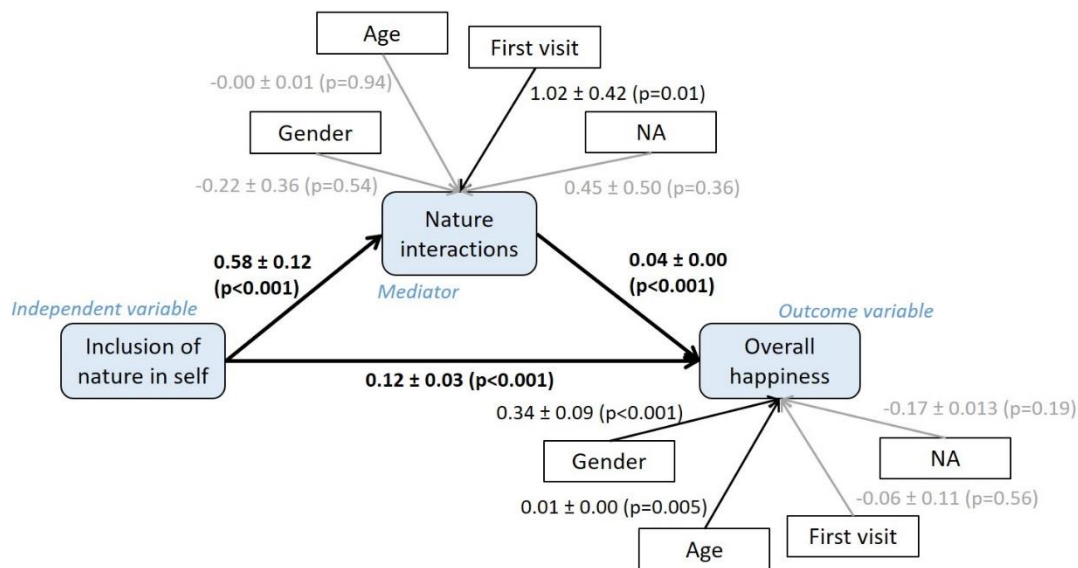 Age
First visit
-0.00 ± 0.01 (p=0.94)
1.02 ± 0.42 (p=0.01)
Gender
NA
-0.22 ± 0.36 (p=0.54)
0.45 ± 0.50 (p=0.36)
Nature
interactions
0.58 ± 0.12
(p<0.001)
0.04 ± 0.00
(p<0.001)
Mediator
Independent variable
Outcome variable
Inclusion of
nature in self
Overall
happiness
0.12 ± 0.03 (p<0.001)
0.34 ± 0.09 (p<0.001)
-0.17 ± 0.013 (p=0.19)
Gender
NA
0.01 ± 0.00 (p=0.005)
-0.06 ± 0.11 (p=0.56)
Age
First visit